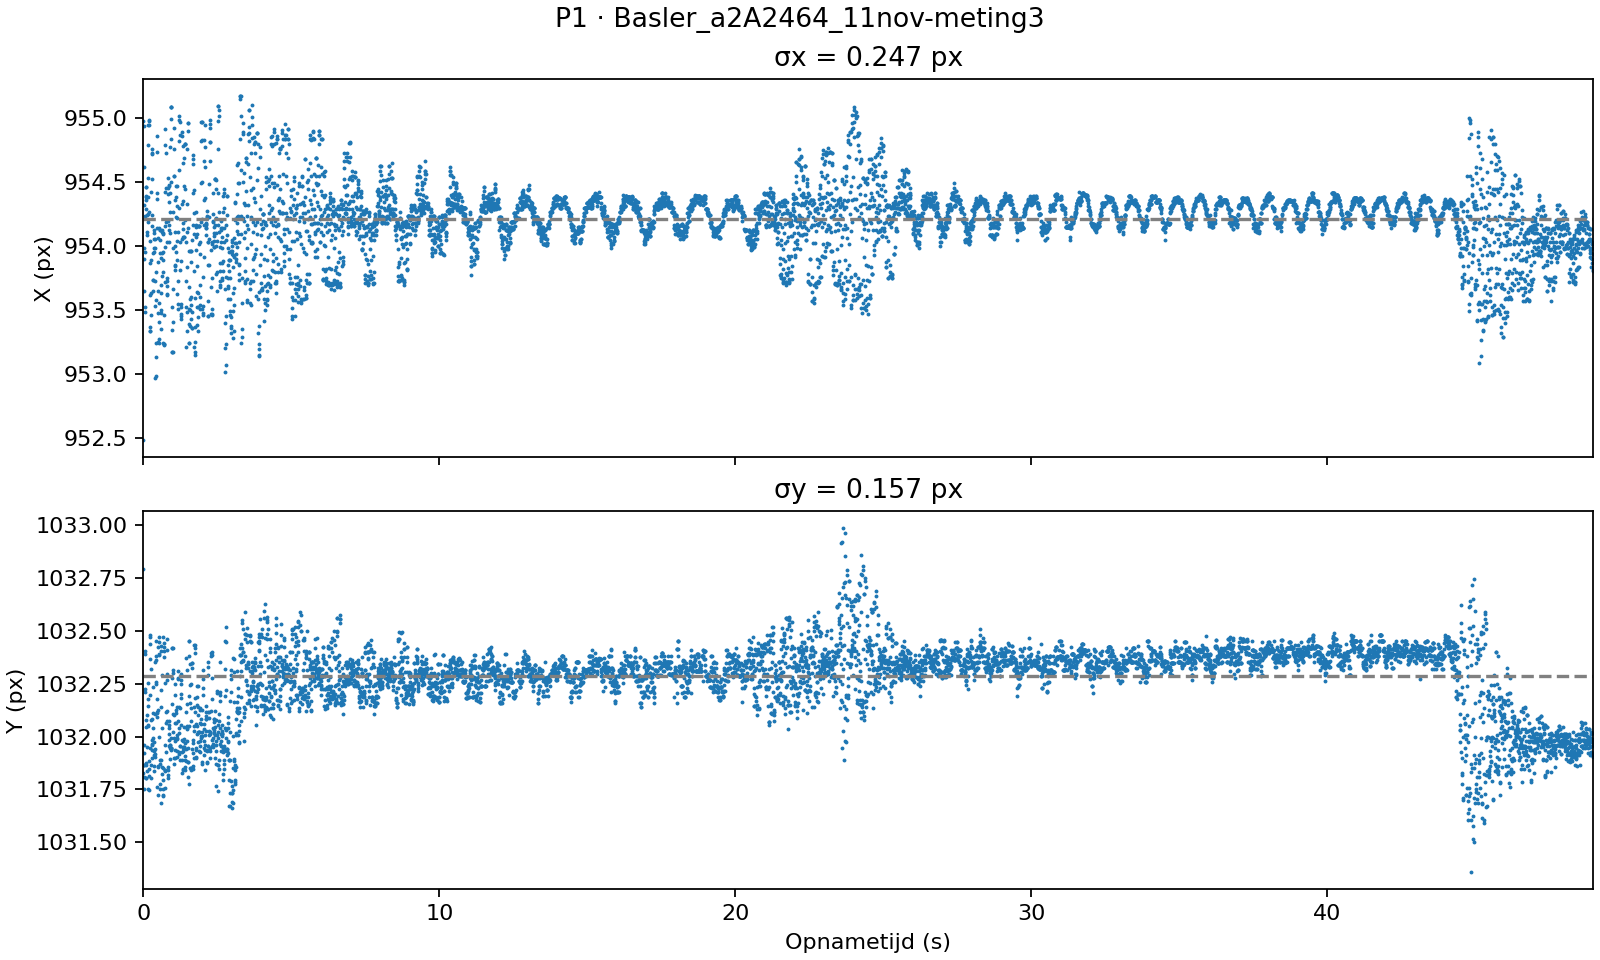 P1 · Basler_a2A2464_11nov-meting3
σx = 0.247 px
955.0
954.5
954.0
953.5
953.0
952.5
X (px)
σy = 0.157 px
1033.00
1032.75
1032.50
1032.25
1032.00
1031.75
1031.50
Y (px)
0 10 20 30 40
Opnametijd (s)